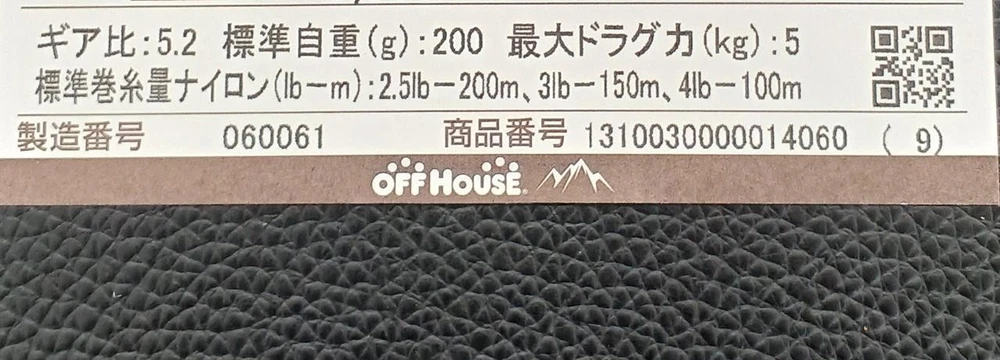 ギア比:5.2 標準自重(g):200 最大ドラグ力(kg):5
標準巻糸量ナイロン(lb－m):2.5lb－200m、3lb－150m、4lb－100m
製造番号 060061 商品番号 1310030000014060 ( 9)
OFF HOUSE